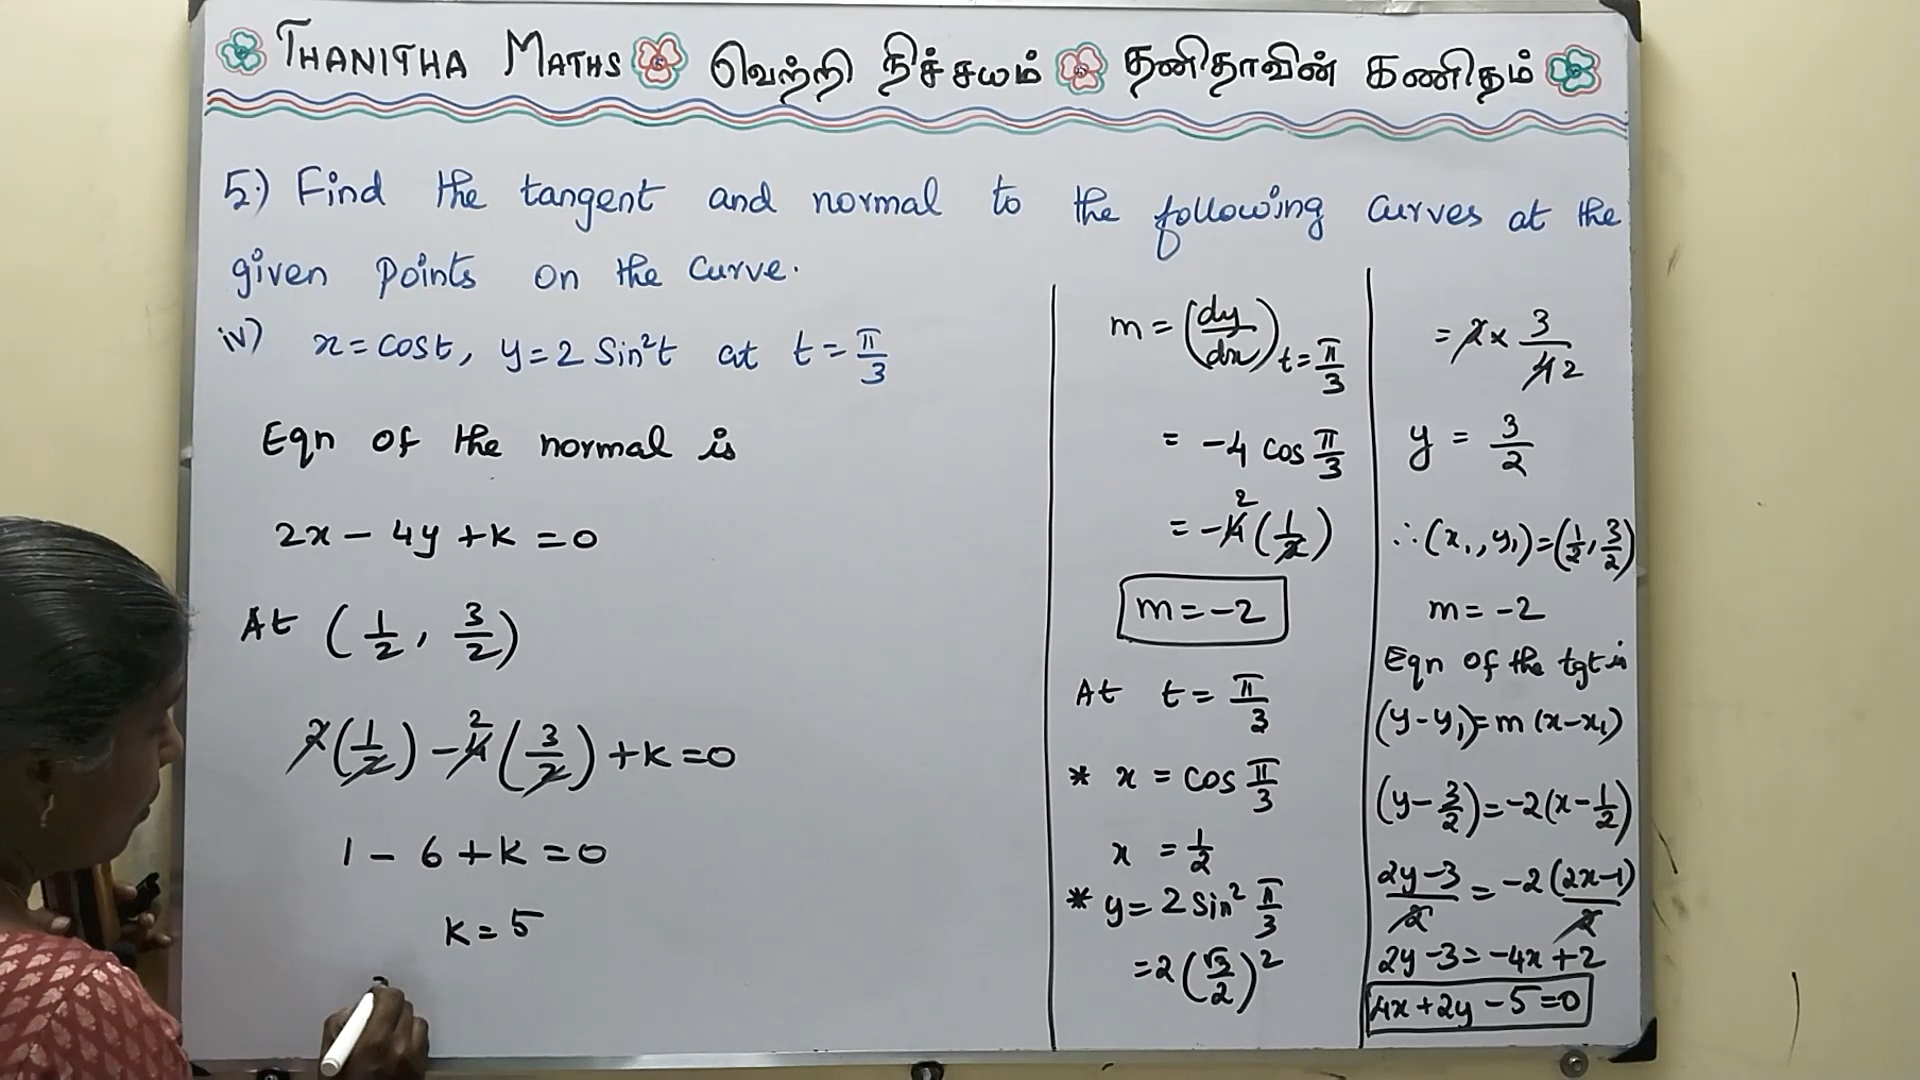 THANITHA MATHS வெற்றி நிச்சயம் தனிதாவின் கணிதம்
5.) Find the tangent and normal to the following curves at the
given points on the curve.
iv) x = cost, y = 2 Sin²t at t = π/3
Eqn of the normal is
2x - 4y + k = 0
At (1/2, 3/2)
2(1/2) - 4 2 (3/2) + k = 0
1 - 6 + k = 0
k = 5
m = (dy/dx) t = π/3
= -4 cos π/3
= -4 2 (1/2)
m = -2
At t = π/3
* x = cos π/3
x = 1/2
* y = 2 Sin² π/3
= 2 (√3/2)²
= 2 × 3/4 2
y = 3/2
∴ (x₁, y₁) = (1/2, 3/2)
m = -2
Eqn of the tgt is
(y - y₁) = m (x - x₁)
(y - 3/2) = -2 (x - 1/2)
2y - 3/2 = -2 (2x - 1)/2
2y - 3 = -4x + 2
4x + 2y - 5 = 0